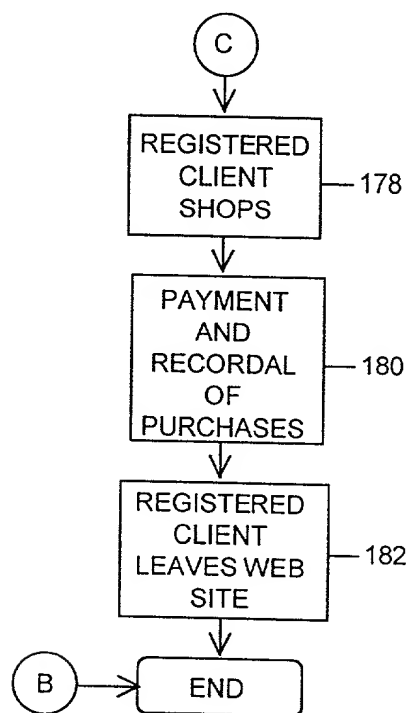 C
REGISTERED
CLIENT
SHOPS
178
PAYMENT
AND
RECORDAL
OF
PURCHASES
180
REGISTERED
CLIENT
LEAVES WEB
SITE
182
B
END